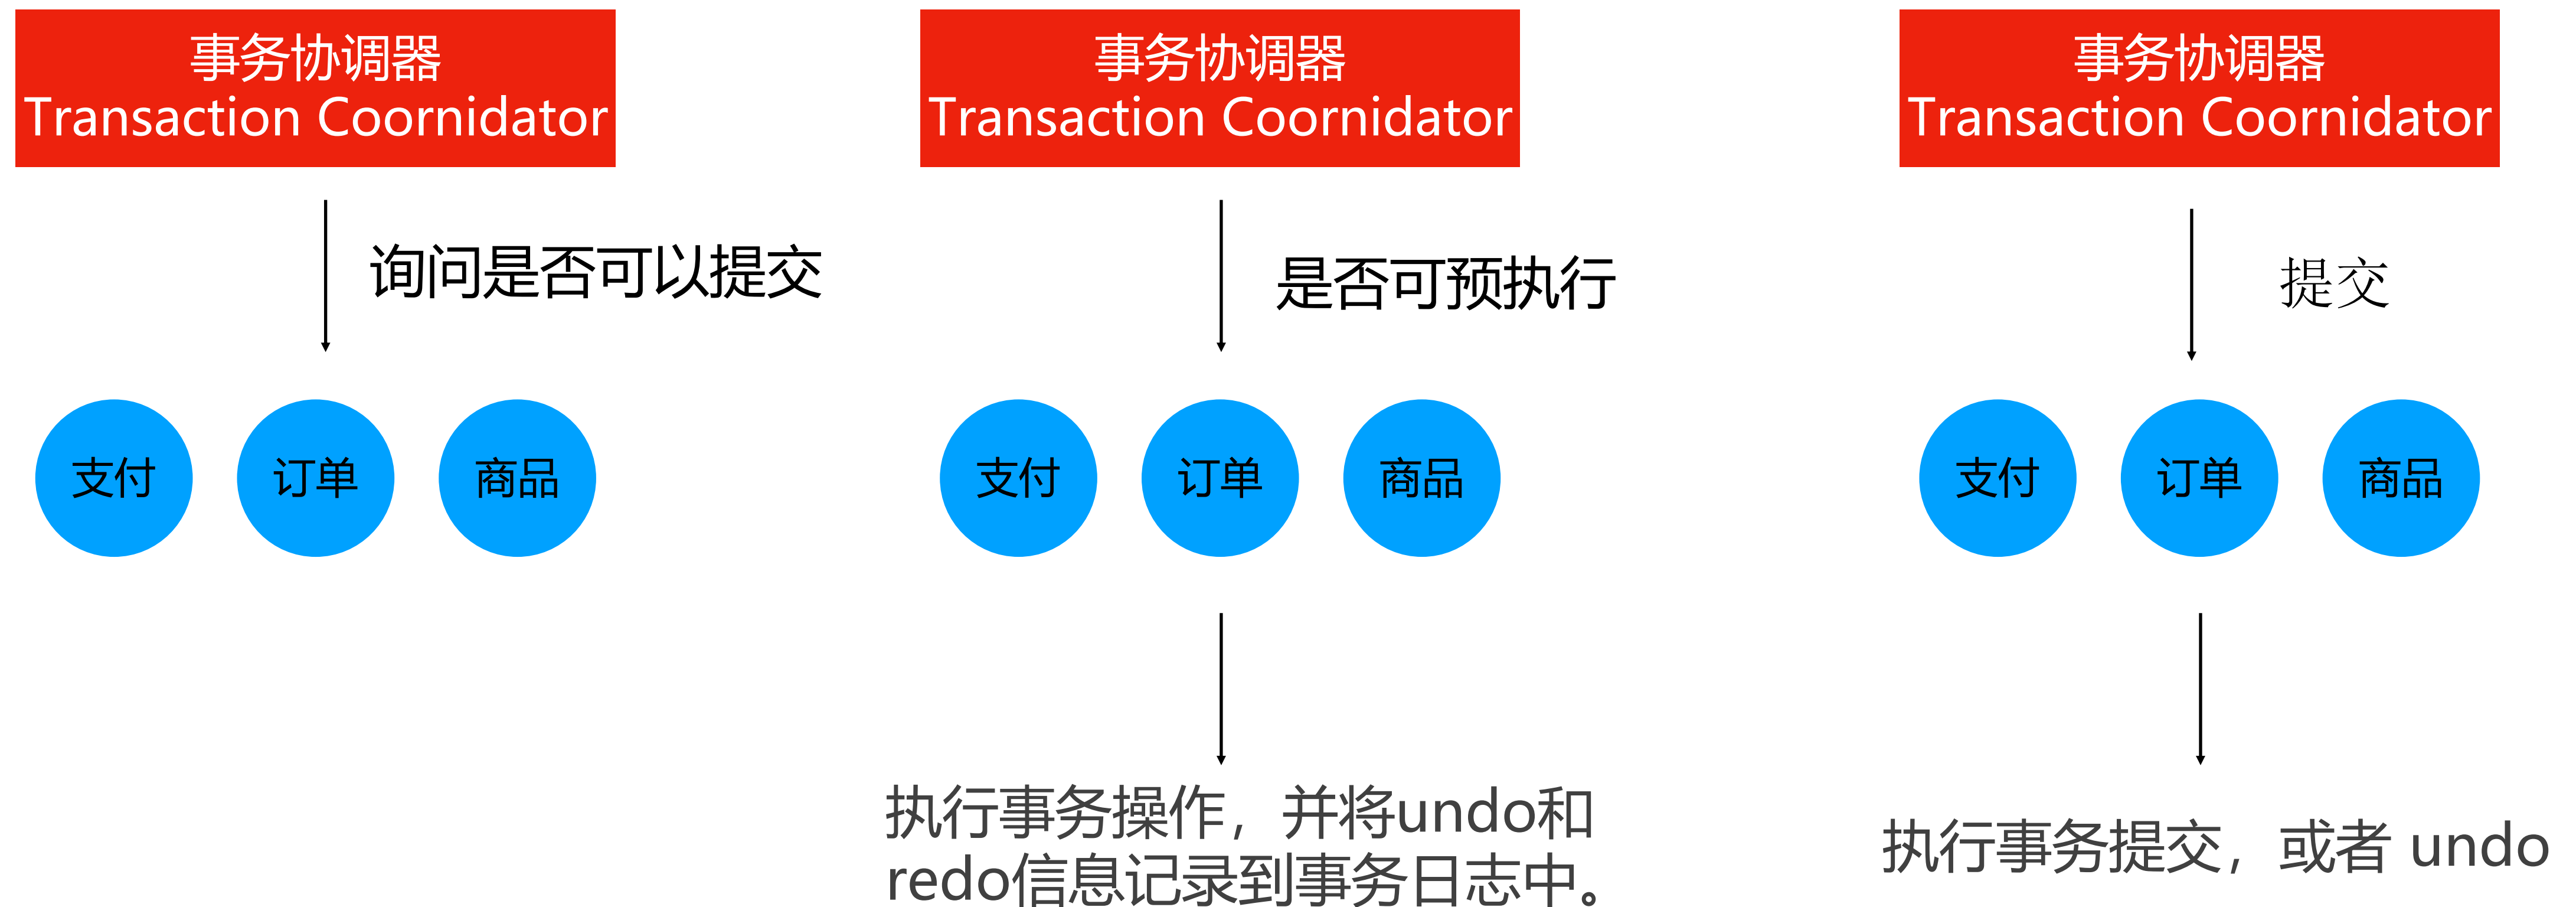 事务协调器
Transaction Coornidator
询问是否可以提交
支付
订单
商品
事务协调器
Transaction Coornidator
是否可预执行
支付
订单
商品
执行事务操作，并将undo和
redo信息记录到事务日志中。
事务协调器
Transaction Coornidator
提交
支付
订单
商品
执行事务提交，或者 undo